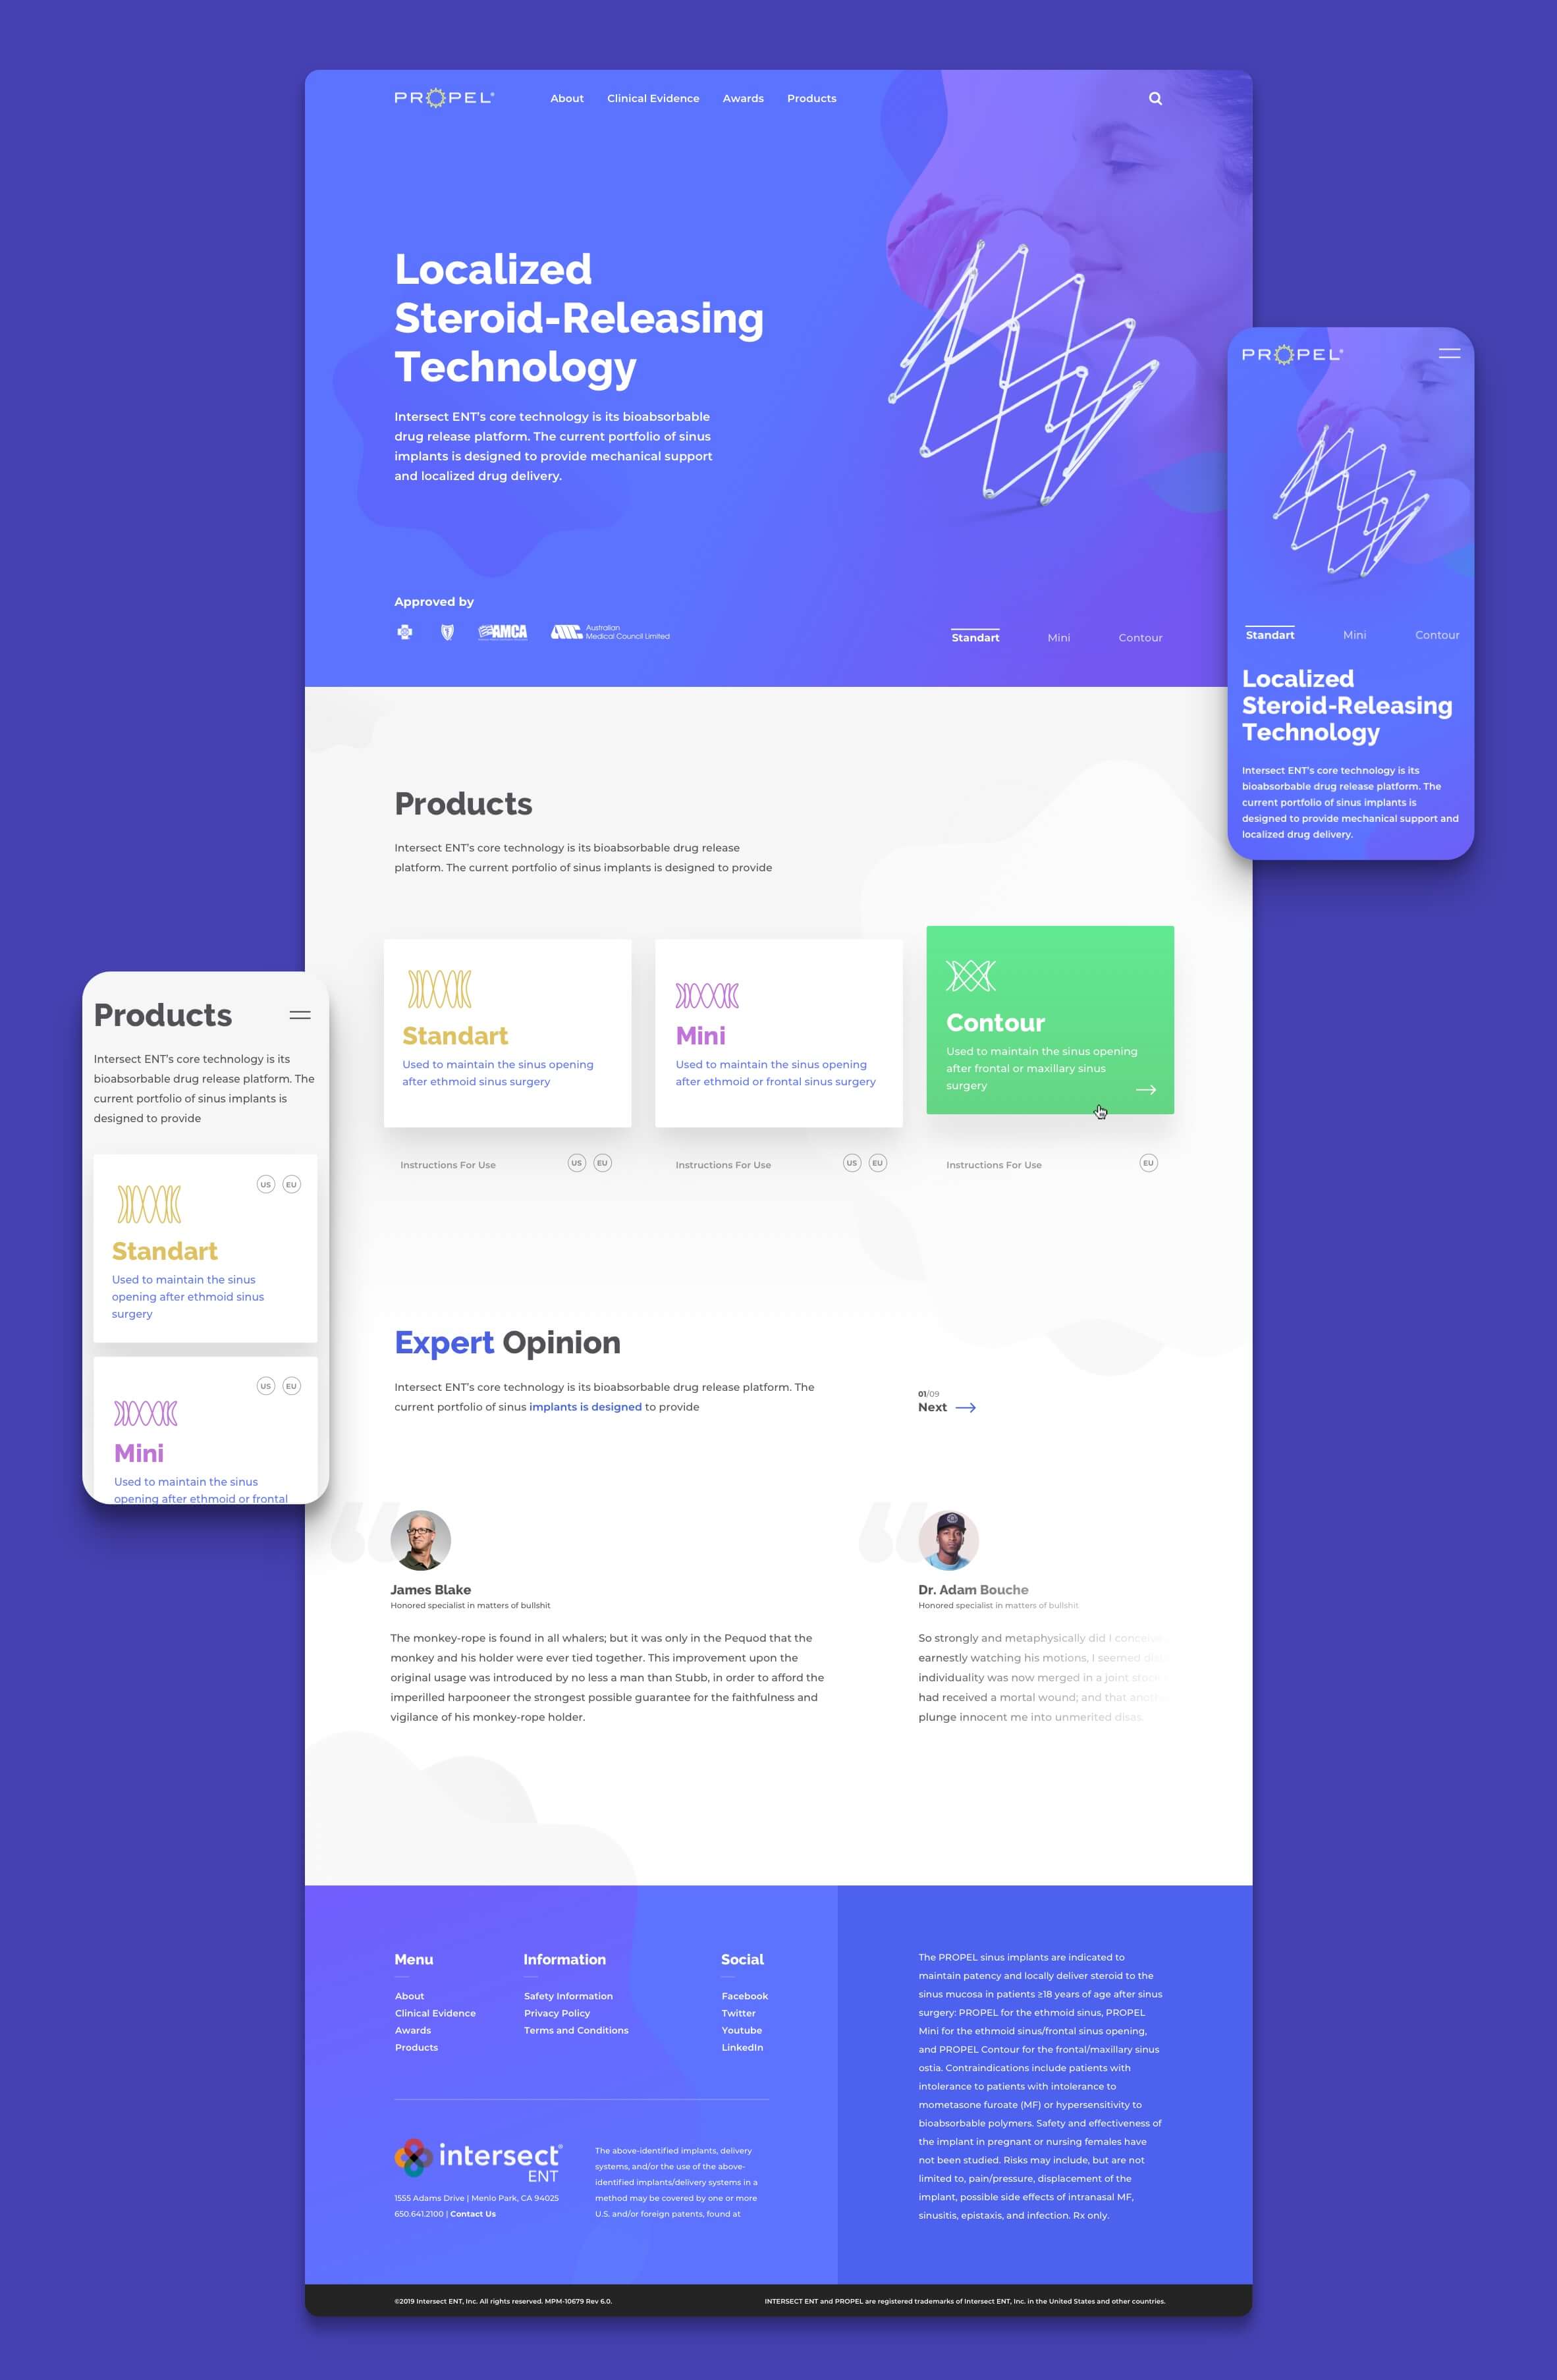 PROPEL®
About
Clinical Evidence
Awards
Products
Localized
Steroid-Releasing
Technology
Intersect ENT's core technology is its bioabsorbable
drug release platform. The current portfolio of sinus
implants is designed to provide mechanical support
and localized drug delivery.
Approved by
AMCA
Australian
Medical Council Limited
Standart
Mini
Contour
PROPEL®
Standart
Mini
Contour
Localized
Steroid-Releasing
Technology
Intersect ENT's core technology is its
bioabsorbable drug release platform. The
current portfolio of sinus implants is
designed to provide mechanical support and
localized drug delivery.
Products
Intersect ENT's core technology is its bioabsorbable drug release
platform. The current portfolio of sinus implants is designed to provide
Standart
Used to maintain the sinus opening
after ethmoid sinus surgery
Mini
Used to maintain the sinus opening
after ethmoid or frontal sinus surgery
Contour
Used to maintain the sinus opening
after frontal or maxillary sinus
surgery
Instructions For Use
US
EU
Instructions For Use
US
EU
Instructions For Use
EU
Products
Intersect ENT's core technology is its
bioabsorbable drug release platform. The
current portfolio of sinus implants is
designed to provide
US
EU
Standart
Used to maintain the sinus
opening after ethmoid sinus
surgery
US
EU
Mini
Used to maintain the sinus
opening after ethmoid or frontal
Expert Opinion
Intersect ENT's core technology is its bioabsorbable drug release platform. The
current portfolio of sinus implants is designed to provide
01/09
Next
James Blake
Honored specialist in matters of bullshit
The monkey-rope is found in all whalers; but it was only in the Pequod that the
monkey and his holder were ever tied together. This improvement upon the
original usage was introduced by no less a man than Stubb, in order to afford the
imperilled harpooneer the strongest possible guarantee for the faithfulness and
vigilance of his monkey-rope holder.
Dr. Adam Bouche
Honored specialist in matters of bullshit
So strongly and metaphysically did I conceive
earnestly watching his motions, I seemed
individuality was now merged in a joint stock
had received a mortal wound; and that
plunge innocent me into unmerited disas.
Menu
About
Clinical Evidence
Awards
Products
Information
Safety Information
Privacy Policy
Terms and Conditions
Social
Facebook
Twitter
Youtube
LinkedIn
intersect®
ENT
1555 Adams Drive | Menlo Park, CA 94025
650.641.2100 | Contact Us
The above-identified implants, delivery
systems, and/or the use of the above-
identified implants/delivery systems in a
method may be covered by one or more
U.S. and/or foreign patents, found at
The PROPEL sinus implants are indicated to
maintain patency and locally deliver steroid to the
sinus mucosa in patients ≥18 years of age after sinus
surgery: PROPEL for the ethmoid sinus, PROPEL
Mini for the ethmoid sinus/frontal sinus opening,
and PROPEL Contour for the frontal/maxillary sinus
ostia. Contraindications include patients with
intolerance to patients with intolerance to
mometasone furoate (MF) or hypersensitivity to
bioabsorbable polymers. Safety and effectiveness of
the implant in pregnant or nursing females have
not been studied. Risks may include, but are not
limited to, pain/pressure, displacement of the
implant, possible side effects of intranasal MF,
sinusitis, epistaxis, and infection. Rx only.
©2019 Intersect ENT, Inc. All rights reserved. MPM-10679 Rev 6.0.
INTERSECT ENT and PROPEL are registered trademarks of Intersect ENT, Inc. in the United States and other countries.